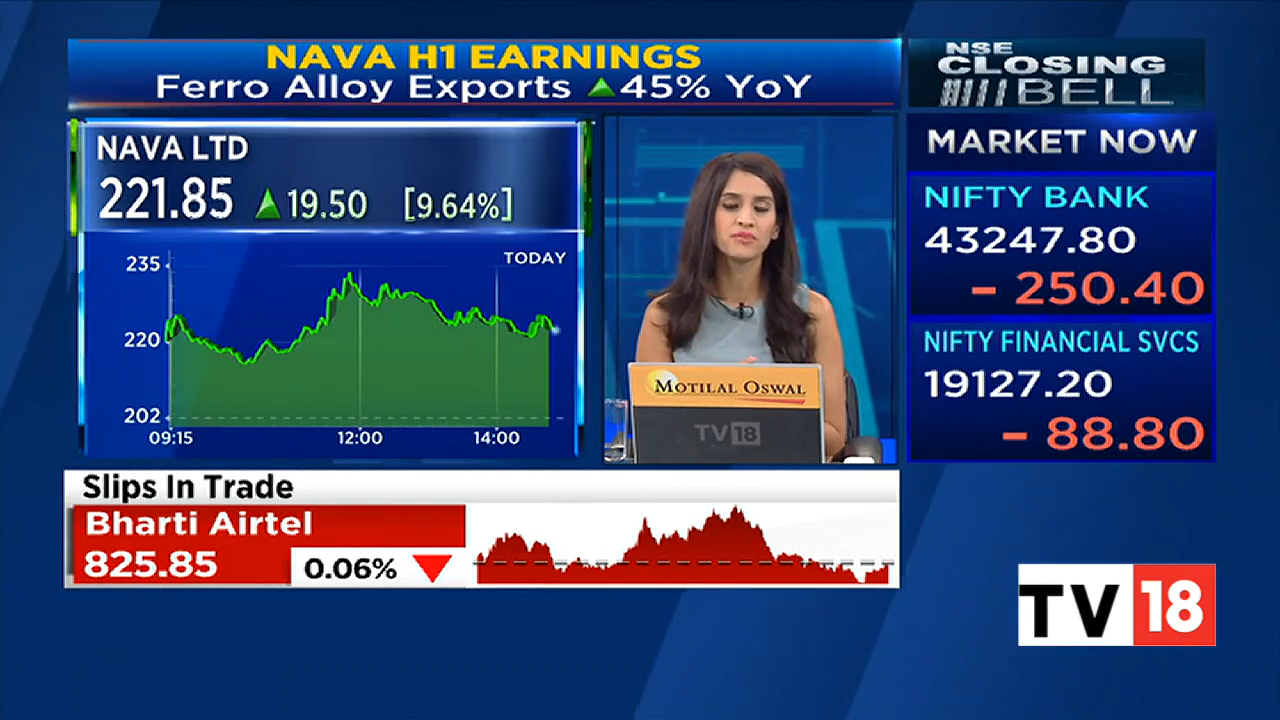 NAVA H1 EARNINGS
Ferro Alloy Exports ▲45% YoY
NSE
CLOSING
BELL
NAVA LTD
221.85 ▲ 19.50 [9.64%]
TODAY
235
220
202
09:15 12:00 14:00
MOTILAL OSWAL
TV18
MARKET NOW
NIFTY BANK
43247.80
- 250.40
NIFTY FINANCIAL SVCS
19127.20
- 88.80
Slips In Trade
Bharti Airtel
825.85 0.06% ▼
TV18